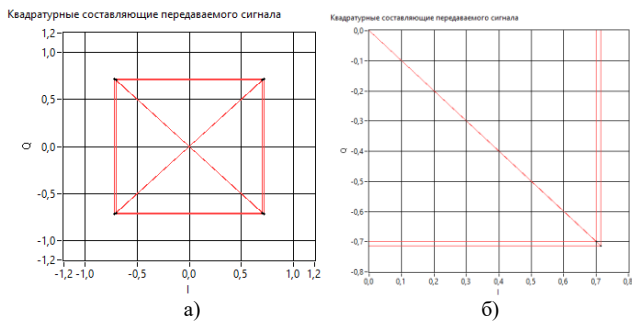 Квадратурные составляющие передаваемого сигнала
1,2
1,0
0,5
0,0
-0,5
-1,0
-1,2
Q
-1,2 -1,0 -0,5 0,0 0,5 1,0 1,2
I
а)
Квадратурные составляющие передаваемого сигнала
0,0
-0,1
-0,2
-0,3
-0,4
-0,5
-0,6
-0,7
-0,8
Q
0,0 0,1 0,2 0,3 0,4 0,5 0,6 0,7 0,8
I
б)